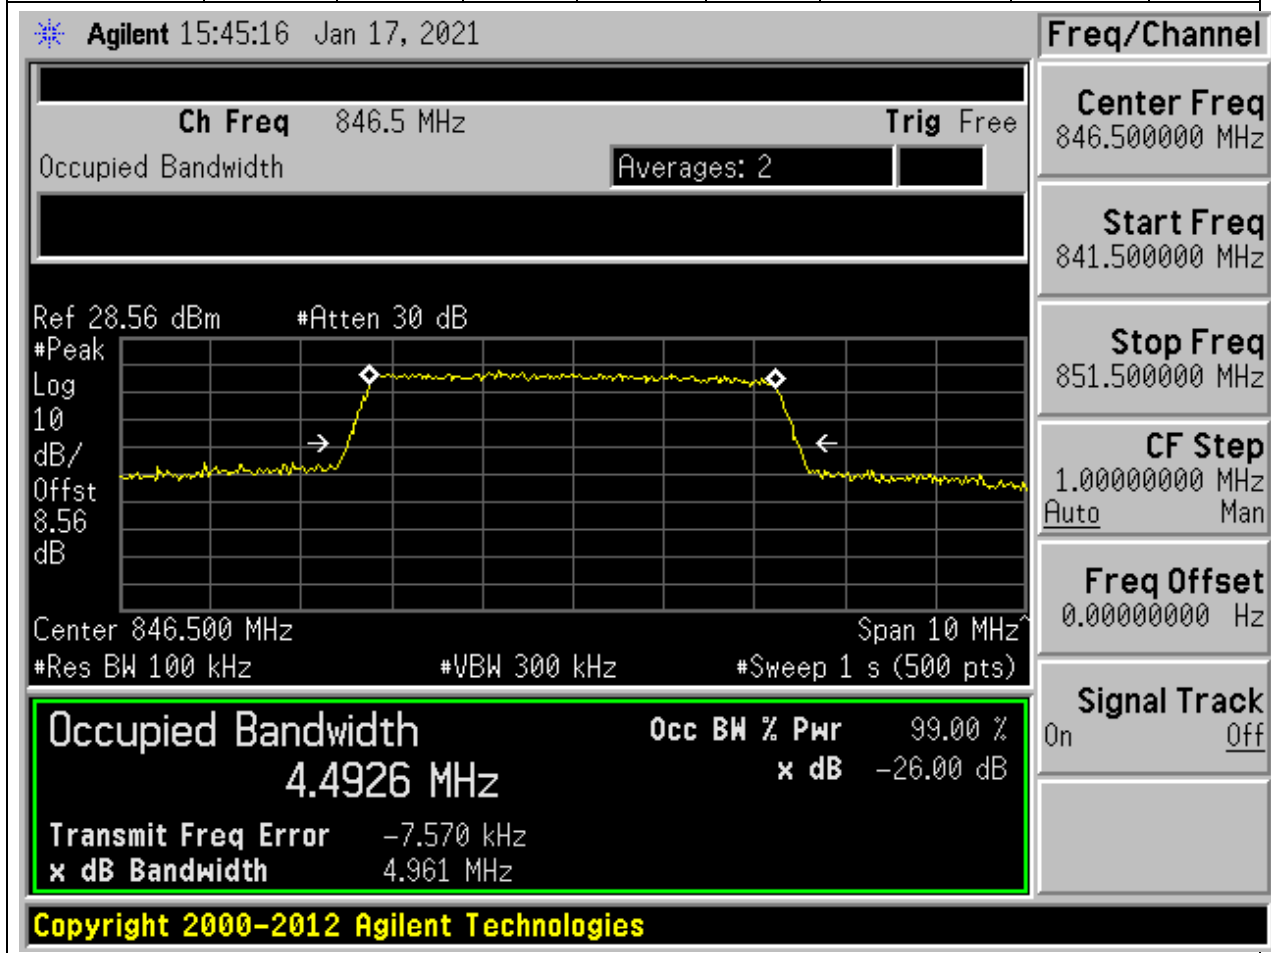 Agilent 15:45:16 Jan 17, 2021
Freq/Channel
Ch Freq 846.5 MHz Trig Free
Occupied Bandwidth Averages: 2
Center Freq
846.500000 MHz
Start Freq
841.500000 MHz
Stop Freq
851.500000 MHz
CF Step
1.00000000 MHz
Auto Man
Freq Offset
0.00000000 Hz
Signal Track
On Off
Ref 28.56 dBm #Atten 30 dB
#Peak
Log
10
dB/
Offst
8.56
dB
Center 846.500 MHz Span 10 MHz^
#Res BW 100 kHz #VBW 300 kHz #Sweep 1 s (500 pts)
Occupied Bandwidth Occ BW % Pwr 99.00 %
4.4926 MHz x dB -26.00 dB
Transmit Freq Error -7.570 kHz
x dB Bandwidth 4.961 MHz
Copyright 2000-2012 Agilent Technologies